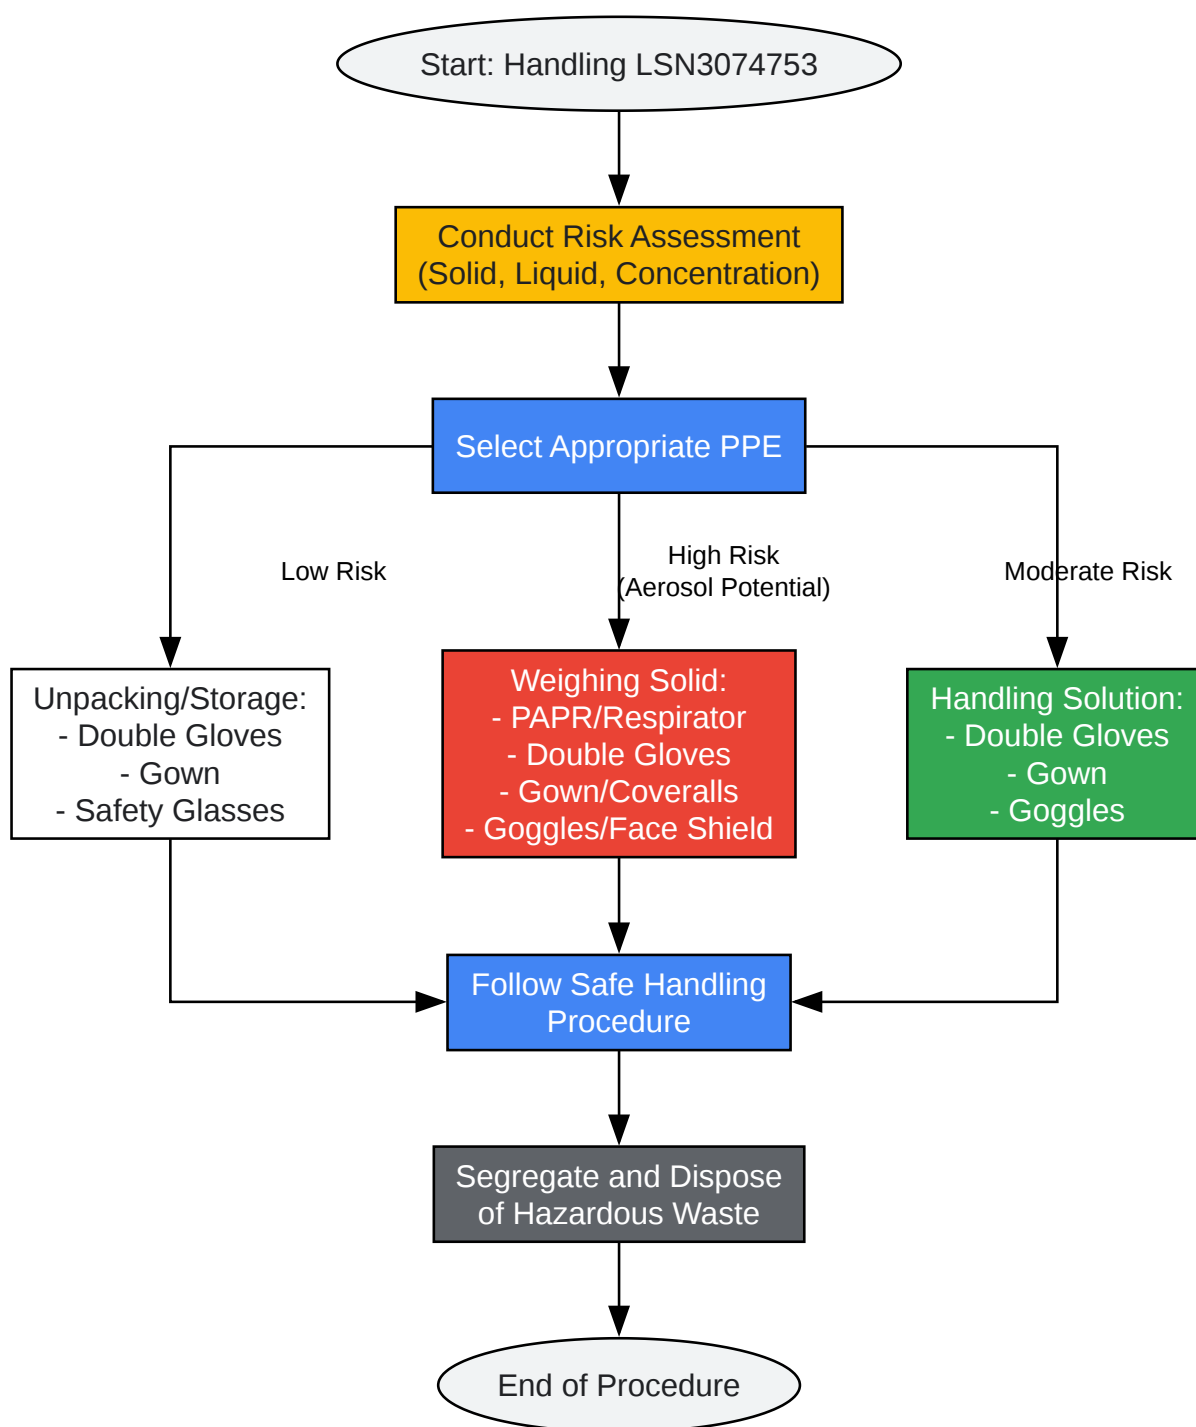 Start: Handling LSN3074753
Conduct Risk Assessment
(Solid, Liquid, Concentration)
Select Appropriate PPE
Low Risk
High Risk
(Aerosol Potential)
Moderate Risk
Unpacking/Storage:
- Double Gloves
- Gown
- Safety Glasses
Weighing Solid:
- PAPR/Respirator
- Double Gloves
- Gown/Coveralls
- Goggles/Face Shield
Handling Solution:
- Double Gloves
- Gown
- Goggles
Follow Safe Handling
Procedure
Segregate and Dispose
of Hazardous Waste
End of Procedure